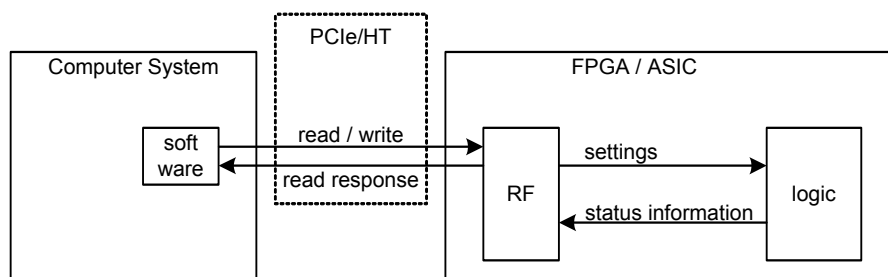 PCIe/HT
Computer System
FPGA / ASIC
soft
ware
read / write
read response
RF
settings
status information
logic